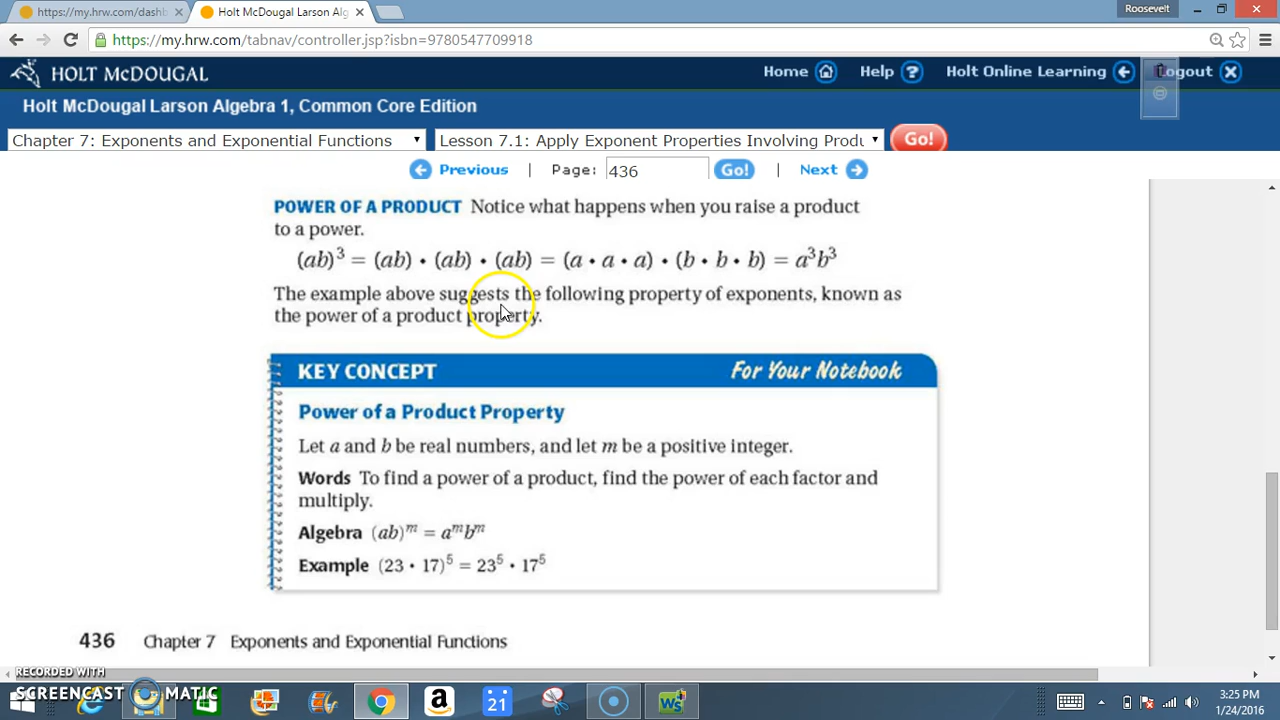 https://my.hrw.com/dashb
Holt McDougal Larson Alg
Roosevelt
https://my.hrw.com/tabnav/controller.jsp?isbn=9780547709918
HOLT McDOUGAL
Home
Help
Holt Online Learning
Logout
Holt McDougal Larson Algebra 1, Common Core Edition
Chapter 7: Exponents and Exponential Functions
Lesson 7.1: Apply Exponent Properties Involving Produ
Go!
Previous | Page: 436 Go! | Next
POWER OF A PRODUCT Notice what happens when you raise a product
to a power.
(ab)³ = (ab) • (ab) • (ab) = (a • a • a) • (b • b • b) = a³b³
The example above suggests the following property of exponents, known as
the power of a product property.
KEY CONCEPT
For Your Notebook
Power of a Product Property
Let a and b be real numbers, and let m be a positive integer.
Words To find a power of a product, find the power of each factor and
multiply.
Algebra (ab)ᵐ = aᵐbᵐ
Example (23 • 17)⁵ = 23⁵ • 17⁵
436 Chapter 7 Exponents and Exponential Functions
RECORDED WITH
SCREENCAST MATIC
21
WS
3:25 PM
1/24/2016